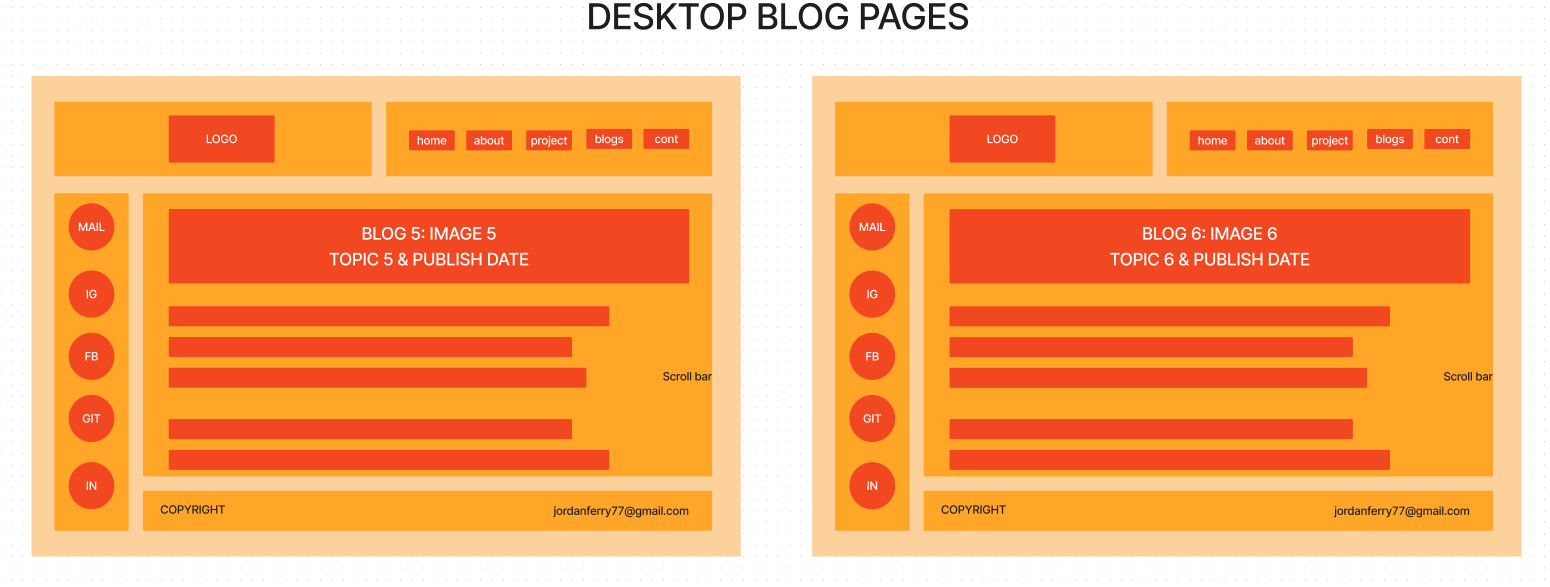 DESKTOP BLOG PAGES
LOGO
home about project blogs cont
MAIL
IG
FB
GIT
IN
BLOG 5: IMAGE 5
TOPIC 5 & PUBLISH DATE
Scroll bar
COPYRIGHT
jordanferry77@gmail.com
LOGO
home about project blogs cont
MAIL
IG
FB
GIT
IN
BLOG 6: IMAGE 6
TOPIC 6 & PUBLISH DATE
Scroll bar
COPYRIGHT
jordanferry77@gmail.com